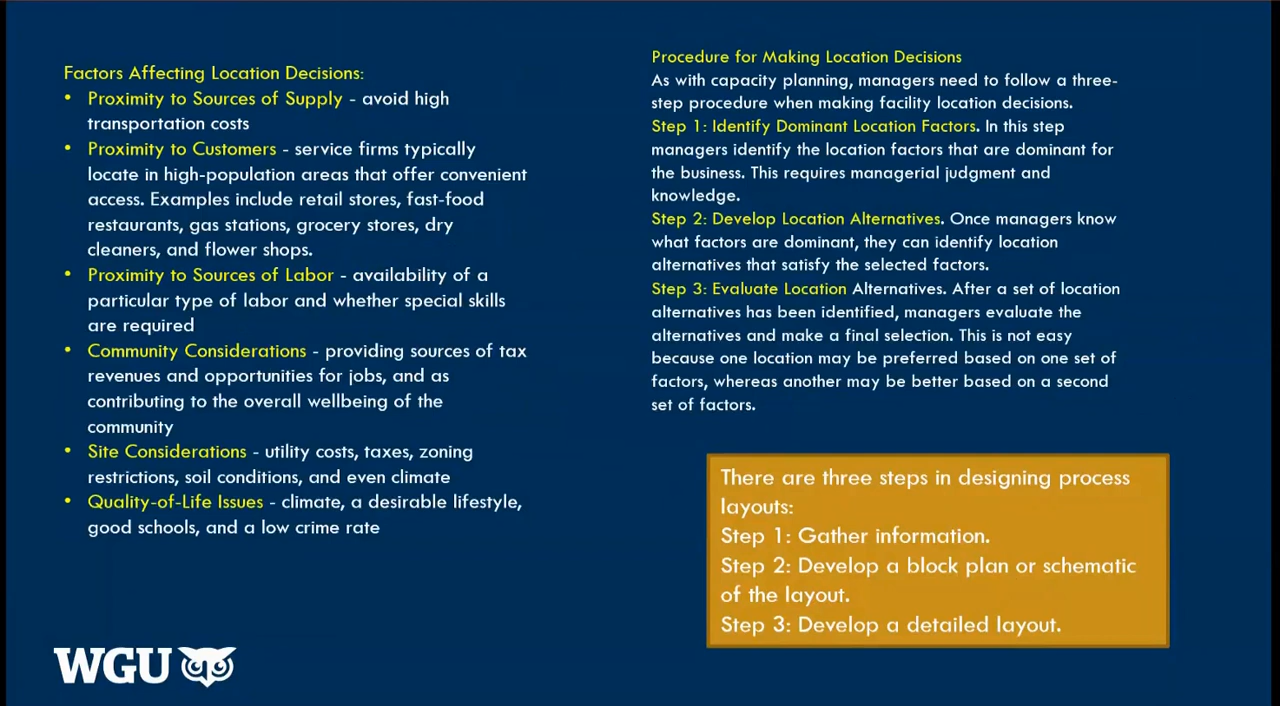 Factors Affecting Location Decisions:
• Proximity to Sources of Supply - avoid high
transportation costs
• Proximity to Customers - service firms typically
locate in high-population areas that offer convenient
access. Examples include retail stores, fast-food
restaurants, gas stations, grocery stores, dry
cleaners, and flower shops.
• Proximity to Sources of Labor - availability of a
particular type of labor and whether special skills
are required
• Community Considerations - providing sources of tax
revenues and opportunities for jobs, and as
contributing to the overall wellbeing of the
community
• Site Considerations - utility costs, taxes, zoning
restrictions, soil conditions, and even climate
• Quality-of-Life Issues - climate, a desirable lifestyle,
good schools, and a low crime rate
Procedure for Making Location Decisions
As with capacity planning, managers need to follow a three-
step procedure when making facility location decisions.
Step 1: Identify Dominant Location Factors. In this step
managers identify the location factors that are dominant for
the business. This requires managerial judgment and
knowledge.
Step 2: Develop Location Alternatives. Once managers know
what factors are dominant, they can identify location
alternatives that satisfy the selected factors.
Step 3: Evaluate Location Alternatives. After a set of location
alternatives has been identified, managers evaluate the
alternatives and make a final selection. This is not easy
because one location may be preferred based on one set of
factors, whereas another may be better based on a second
set of factors.
There are three steps in designing process
layouts:
Step 1: Gather information.
Step 2: Develop a block plan or schematic
of the layout.
Step 3: Develop a detailed layout.
WGU